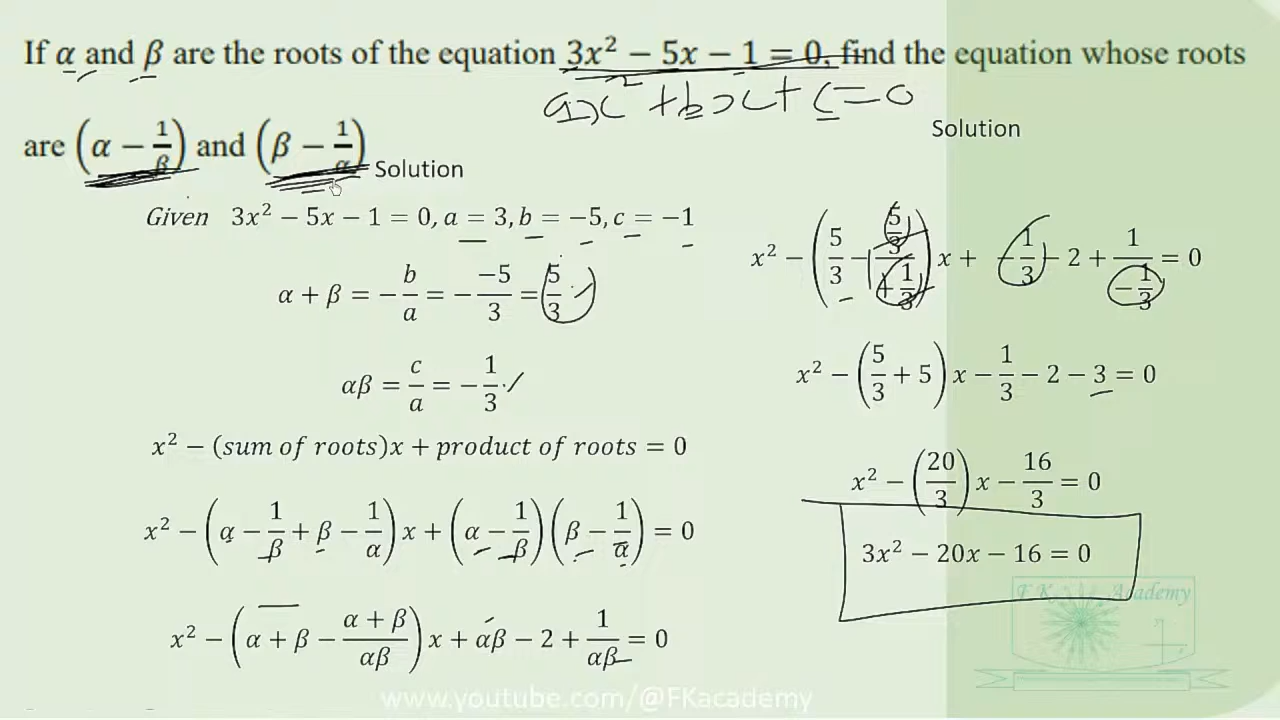 If α and β are the roots of the equation 3x² − 5x − 1 = 0, find the equation whose roots
ax² + bx + c = 0
are (α − 1/β) and (β − 1/α)
Solution
Given 3x² − 5x − 1 = 0, a = 3, b = −5, c = −1
α + β = − b/a = − −5/3 = 5/3
αβ = c/a = − 1/3
x² − (sum of roots)x + product of roots = 0
x² − (α − 1/β + β − 1/α) x + (α − 1/β)(β − 1/α) = 0
x² − (α + β − (α + β)/αβ) x + αβ − 2 + 1/αβ = 0
Solution
x² − (5/3 − (5/3)/(−1/3)) x + − 1/3 − 2 + 1/(−1/3) = 0
x² − (5/3 + 5) x − 1/3 − 2 − 3 = 0
x² − (20/3) x − 16/3 = 0
3x² − 20x − 16 = 0
F K Academy
www.youtube.com/@FKacademy